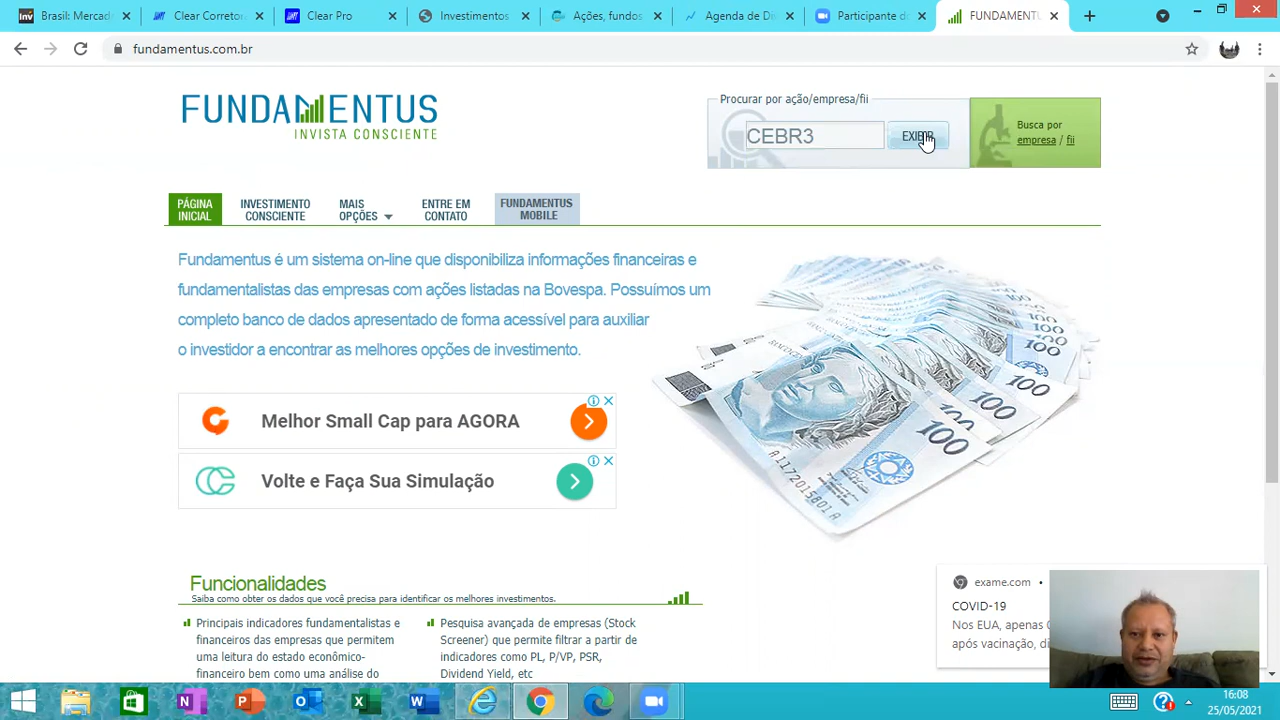 Brasil: Mercad
Clear Corretor
Clear Pro
Investimentos
Ações, fundos
Agenda de Di
Participante d
FUNDAMENTU
fundamentus.com.br
FUNDAMENTUS
INVISTA CONSCIENTE
Procurar por ação/empresa/fii
CEBR3
EXIBIR
Busca por
empresa / fii
PÁGINA
INICIAL
INVESTIMENTO
CONSCIENTE
MAIS
OPÇÕES
ENTRE EM
CONTATO
FUNDAMENTUS
MOBILE
Fundamentus é um sistema on-line que disponibiliza informações financeiras e
fundamentalistas das empresas com ações listadas na Bovespa. Possuímos um
completo banco de dados apresentado de forma acessível para auxiliar
o investidor a encontrar as melhores opções de investimento.
Melhor Small Cap para AGORA
Volte e Faça Sua Simulação
100
100
100
100
100
100
A1172015801A
Funcionalidades
Saiba como obter os dados que você precisa para identificar os melhores investimentos.
Principais indicadores fundamentalistas e
financeiros das empresas que permitem
uma leitura do estado econômico-
financeiro bem como uma análise do
Pesquisa avançada de empresas (Stock
Screener) que permite filtrar a partir de
indicadores como PL, P/VP, PSR,
Dividend Yield, etc
exame.com •
COVID-19
Nos EUA, apenas
após vacinação,
16:08
25/05/2021